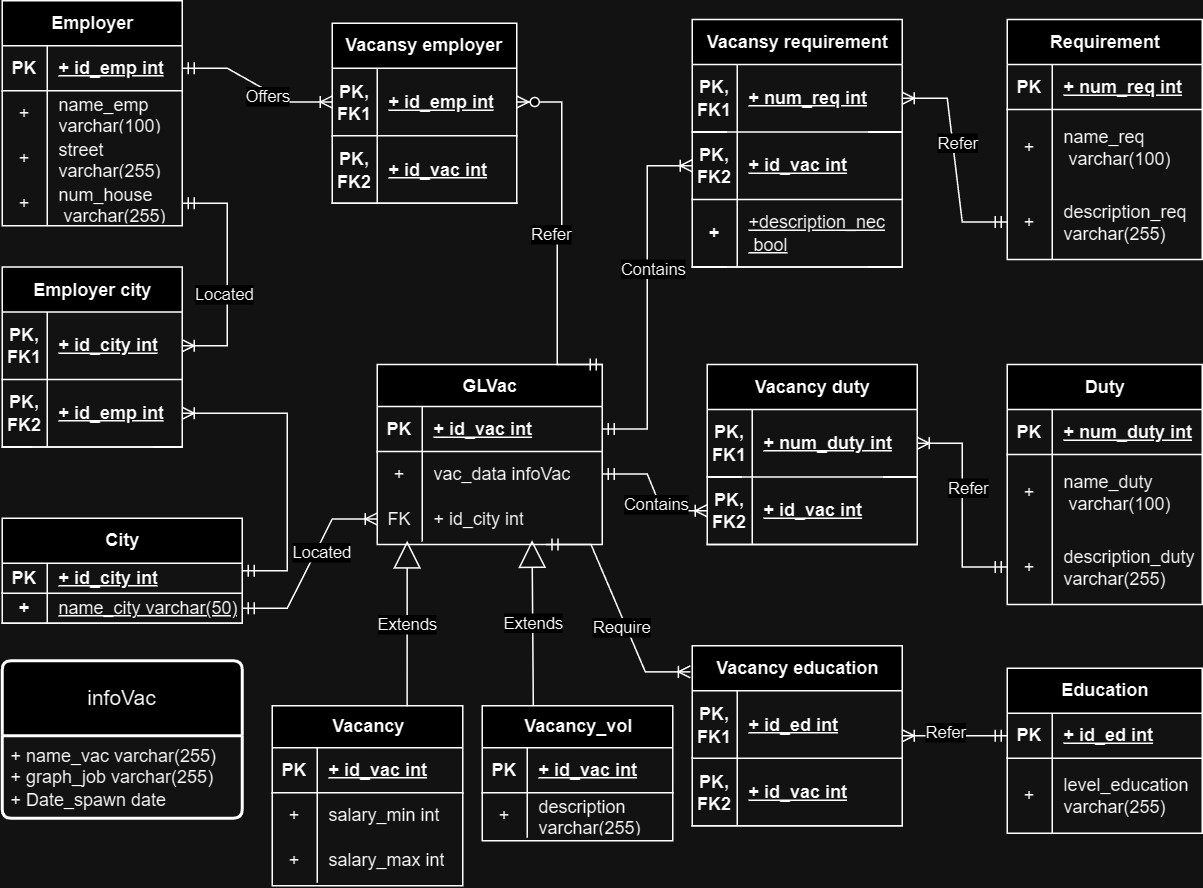 Employer
PK
+ id_emp int
+
name_emp
varchar(100)
+
street
varchar(255)
+
num_house
varchar(255)
Offers
Vacansy employer
PK,
FK1
+ id_emp int
PK,
FK2
+ id_vac int
Refer
Vacansy requirement
PK,
FK1
+ num_req int
PK,
FK2
+ id_vac int
+
+description_nec
bool
Refer
Requirement
PK
+ num_req int
+
name_req
varchar(100)
+
description_req
varchar(255)
Located
Employer city
PK,
FK1
+ id_city int
PK,
FK2
+ id_emp int
Contains
GLVac
PK
+ id_vac int
+
vac_data infoVac
FK
+ id_city int
Contains
Vacancy duty
PK,
FK1
+ num_duty int
PK,
FK2
+ id_vac int
Refer
Duty
PK
+ num_duty int
+
name_duty
varchar(100)
+
description_duty
varchar(255)
City
PK
+ id_city int
+
name_city varchar(50)
Located
Extends
Extends
Require
infoVac
+ name_vac varchar(255)
+ graph_job varchar(255)
+ Date_spawn date
Vacancy
PK
+ id_vac int
+
salary_min int
+
salary_max int
Vacancy_vol
PK
+ id_vac int
+
description
varchar(255)
Vacancy education
PK,
FK1
+ id_ed int
PK,
FK2
+ id_vac int
Refer
Education
PK
+ id_ed int
+
level_education
varchar(255)